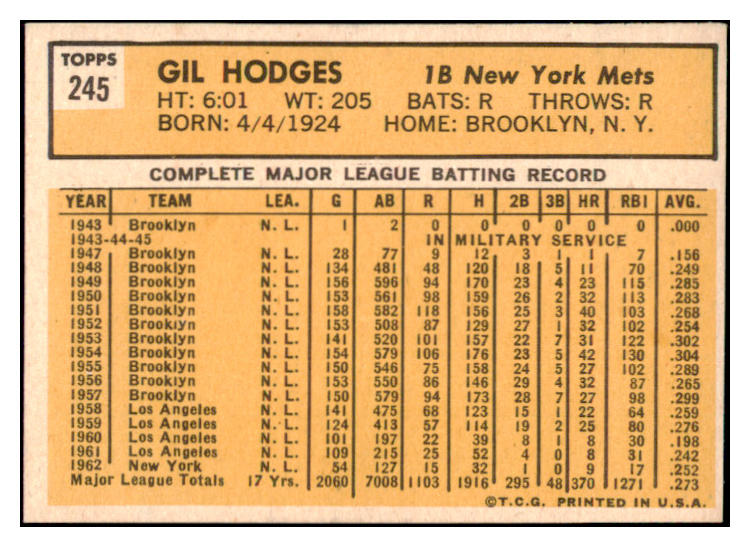 TOPPS
245
GIL HODGES 1B New York Mets
HT: 6:01 WT: 205 BATS: R THROWS: R
BORN: 4/4/1924 HOME: BROOKLYN, N. Y.
COMPLETE MAJOR LEAGUE BATTING RECORD
YEAR TEAM LEA. G AB R H 2B 3B HR RBI AVG.
1943 Brooklyn N. L. 1 2 0 0 0 0 0 0 .000
1943-44-45 IN MILITARY SERVICE
1947 Brooklyn N. L. 28 77 9 12 3 1 1 7 .156
1948 Brooklyn N. L. 134 481 48 120 18 5 11 70 .249
1949 Brooklyn N. L. 156 596 94 170 23 4 23 115 .285
1950 Brooklyn N. L. 153 561 98 159 26 2 32 113 .283
1951 Brooklyn N. L. 158 582 118 156 25 3 40 103 .268
1952 Brooklyn N. L. 153 508 87 129 27 1 32 102 .254
1953 Brooklyn N. L. 141 520 101 157 22 7 31 122 .302
1954 Brooklyn N. L. 154 579 106 176 23 5 42 130 .304
1955 Brooklyn N. L. 150 546 75 158 24 5 27 102 .289
1956 Brooklyn N. L. 153 550 86 146 29 4 32 87 .265
1957 Brooklyn N. L. 150 579 94 173 28 7 27 98 .299
1958 Los Angeles N. L. 141 475 68 123 15 1 22 64 .259
1959 Los Angeles N. L. 124 413 57 114 19 2 25 80 .276
1960 Los Angeles N. L. 101 197 22 39 8 1 8 30 .198
1961 Los Angeles N. L. 109 215 25 52 4 0 8 31 .242
1962 New York N. L. 54 127 15 32 1 0 9 17 .252
Major League Totals 17 Yrs. 2060 7008 1103 1916 295 48 370 1271 .273
©T.C.G. PRINTED IN U.S.A.